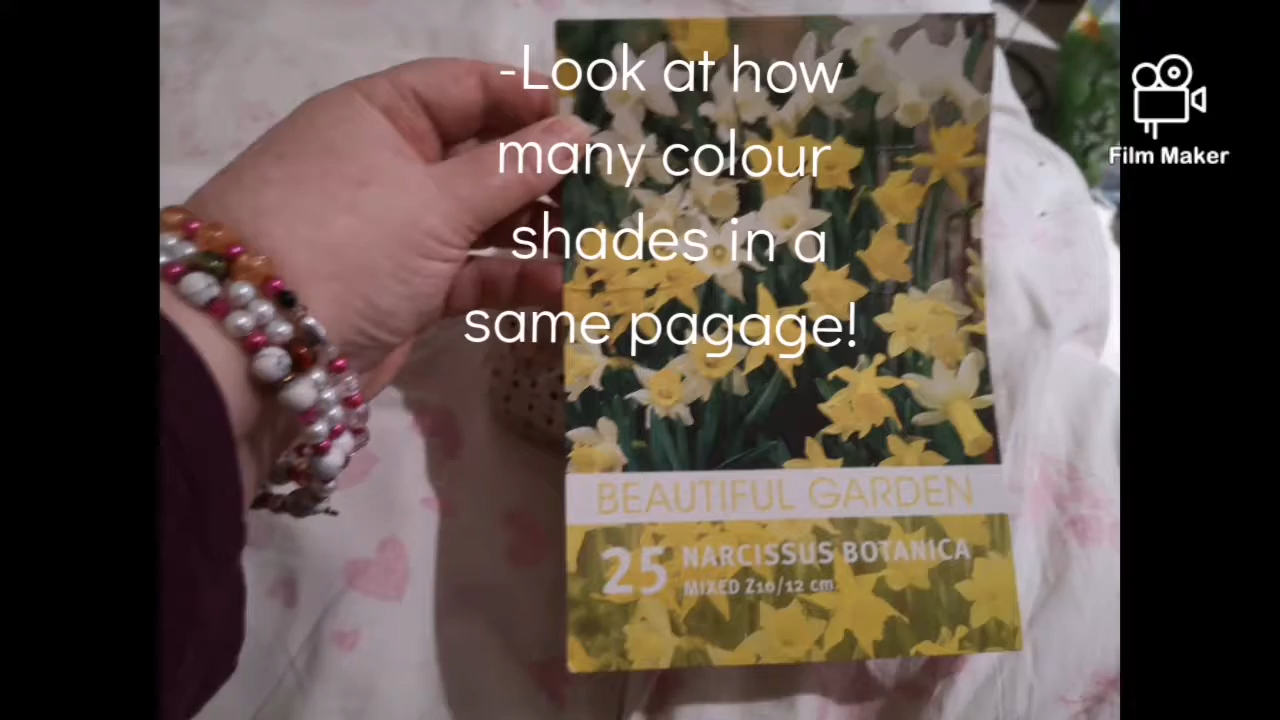 -Look at how
many colour
shades in a
same pagage!
Film Maker
BEAUTIFUL GARDEN
25 NARCISSUS BOTANICA
MIXED Z10/12 cm